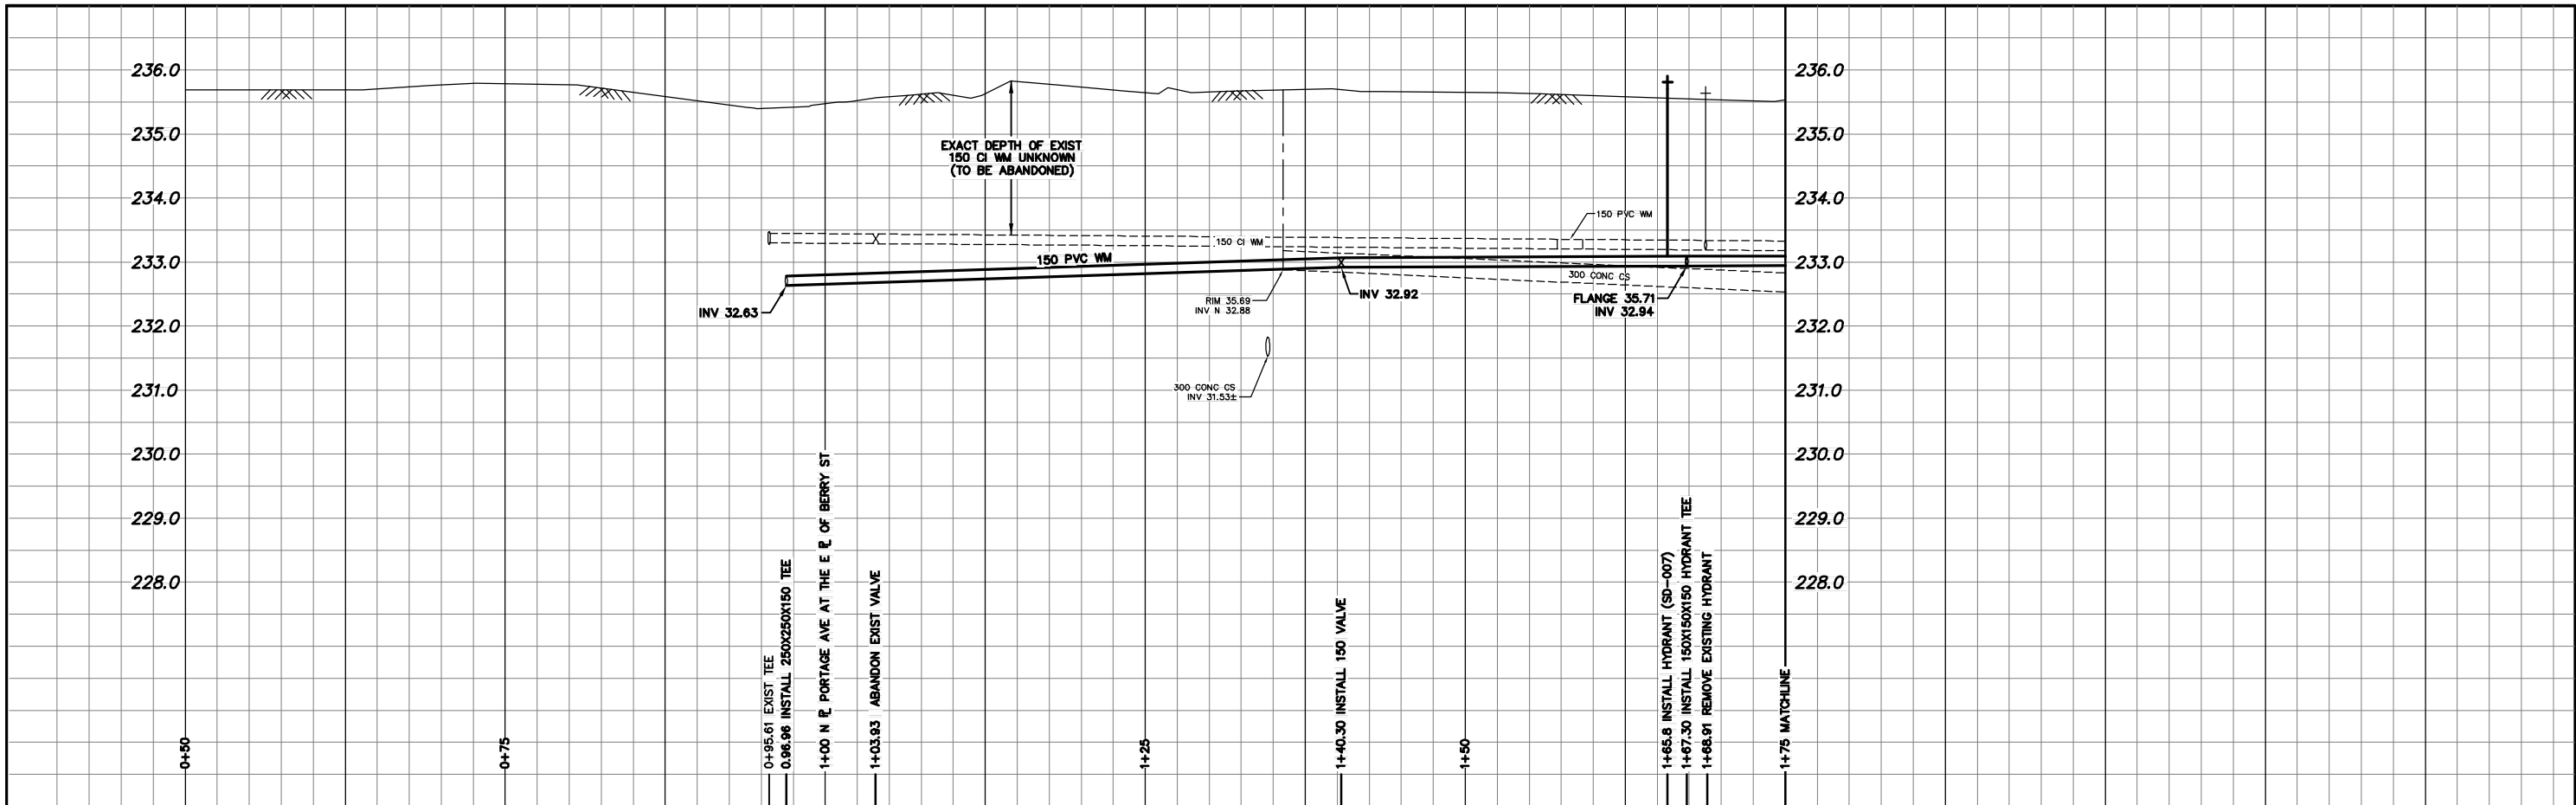 236.0
236.0
235.0
235.0
EXACT DEPTH OF EXIST
150 CI WM UNKNOWN
(TO BE ABANDONED)
234.0
234.0
150 PVC WM
150 CI WM
233.0
150 PVC WM
233.0
300 CONC CS
INV 32.63
RIM 35.69
INV N 32.88
INV 32.92
FLANGE 35.71
INV 32.94
232.0
232.0
231.0
300 CONC CS
INV 31.53±
231.0
230.0
230.0
229.0
229.0
228.0
228.0
0+50
0+75
0+95.61 EXIST TEE
0.96.96 INSTALL 250X250X150 TEE
1+00 N PL PORTAGE AVE AT THE E PL OF BERRY ST
1+03.93 ABANDON EXIST VALVE
1+25
1+40.30 INSTALL 150 VALVE
1+50
1+65.8 INSTALL HYDRANT (SD-007)
1+67.30 INSTALL 150X150X150 HYDRANT TEE
1+68.91 REMOVE EXISTING HYDRANT
1+75 MATCHLINE